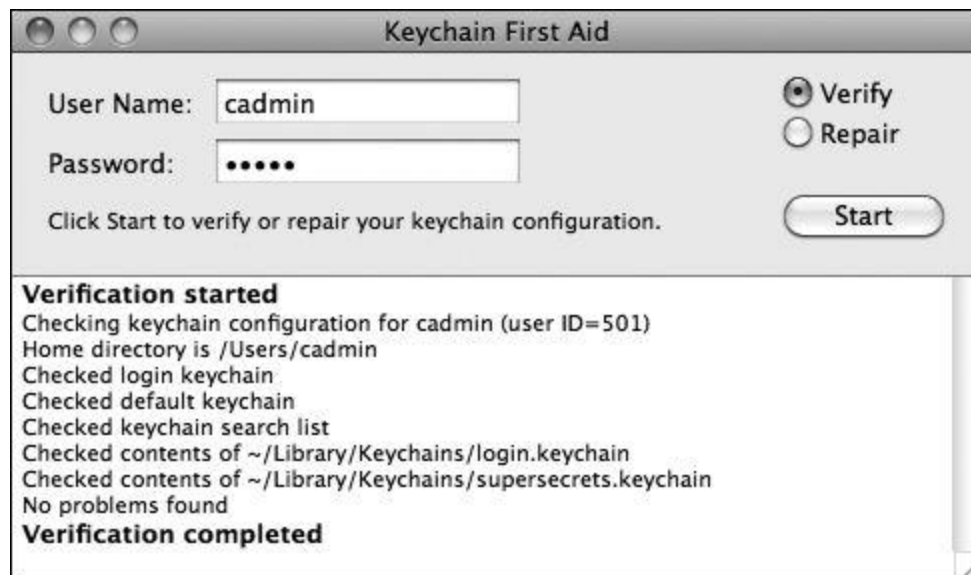 Keychain First Aid
User Name: cadmin
Verify
Repair
Password: •••••
Click Start to verify or repair your keychain configuration.
Start
Verification started
Checking keychain configuration for cadmin (user ID=501)
Home directory is /Users/cadmin
Checked login keychain
Checked default keychain
Checked keychain search list
Checked contents of ~/Library/Keychains/login.keychain
Checked contents of ~/Library/Keychains/supersecrets.keychain
No problems found
Verification completed